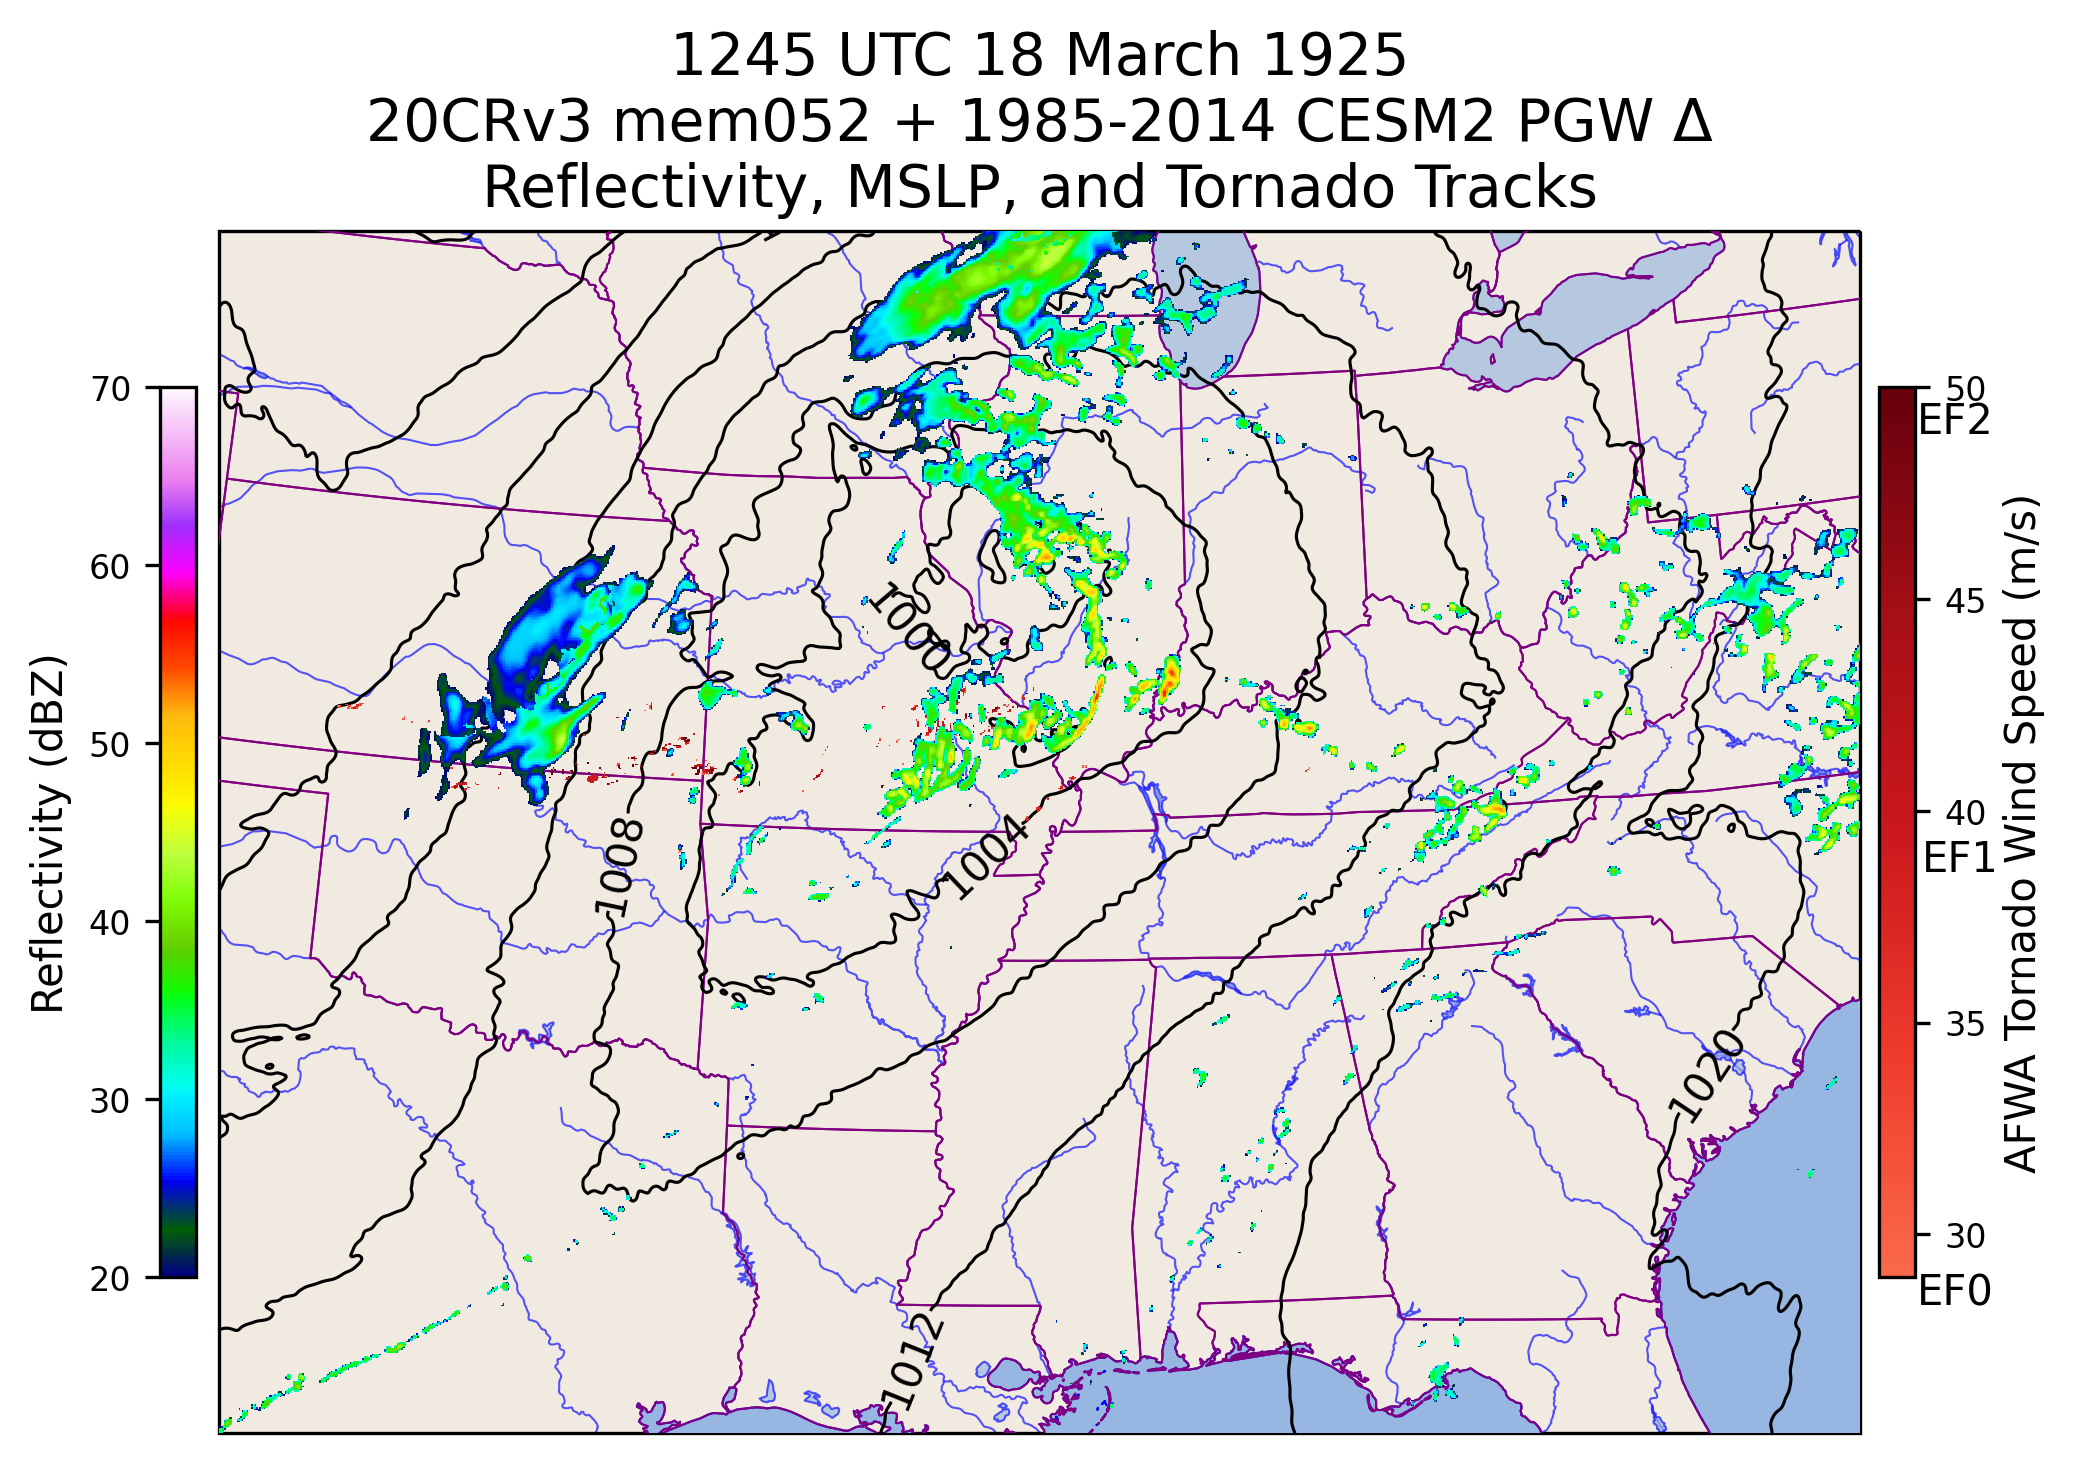 1245 UTC 18 March 1925
20CRv3 mem052 + 1985-2014 CESM2 PGW Δ
Reflectivity, MSLP, and Tornado Tracks
70
60
50
40
30
20
Reflectivity (dBZ)
1000
1008
1004
1020
1012
50
EF2
45
40
EF1
35
30
EF0
AFWA Tornado Wind Speed (m/s)